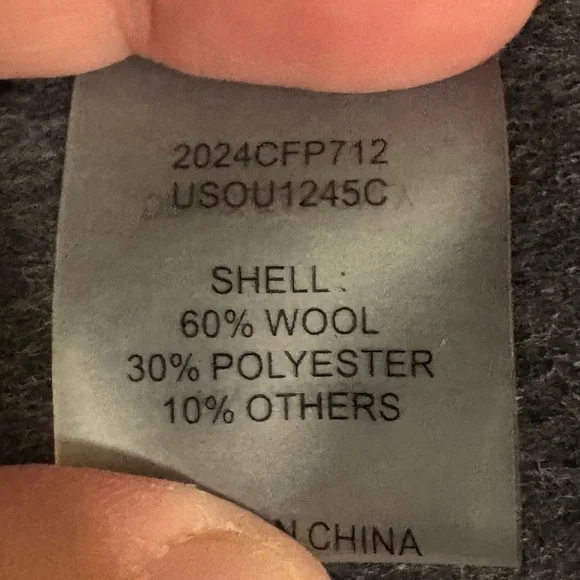 2024CFP712
USOU1245C
SHELL:
60% WOOL
30% POLYESTER
10% OTHERS
CHINA